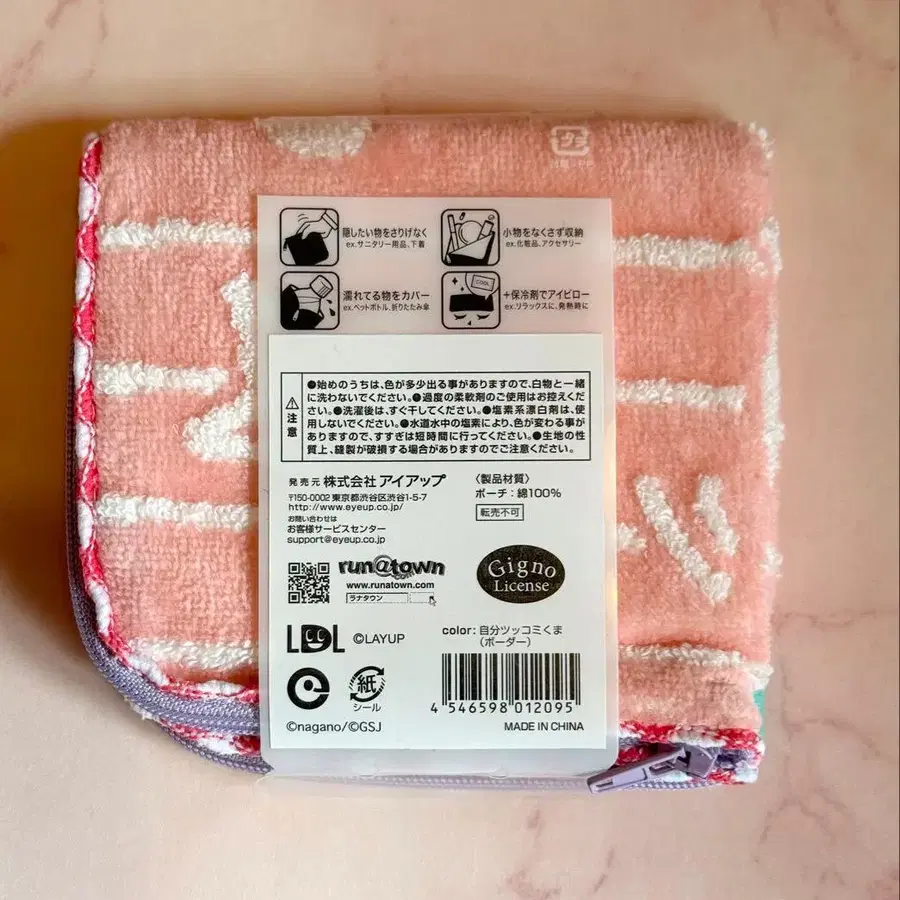 プラ
隠したい物をさりげなく
ex.サニタリー用品、下着
小物をなくさず収納
ex.化粧品、アクセサリー
濡れてる物をカバー
ex.ペットボトル、折りたたみ傘
COOL
+保冷剤でアイピロー
ex.リラックスに、発熱時に
注意
●始めのうちは、色が多少出る事がありますので、白物と一緒
に洗わないでください。●過度の柔軟剤のご使用はお控えくだ
さい。●洗濯後は、すぐ干してください。●塩素系漂白剤は、使
用しないでください。●水道水中の塩素により、色が変わる事が
ありますので、すすぎは短時間に行ってください。●生地の性
質上、縫製が破損する場合がありますのでご注意ください。
発売元 株式会社 アイアップ
〒150-0002 東京都渋谷区渋谷1-5-7
http://www.eyeup.co.jp/
お問い合わせは
お客様サービスセンター
support@eyeup.co.jp
〈製品材質〉
ポーチ：綿100%
転売不可
run@town
www.runatown.com
ラナタウン
Gigno
License
©LAYUP
color: 自分ツッコミくま
（ボーダー）
紙
シール
4 546598 012095
©nagano/©GSJ
MADE IN CHINA